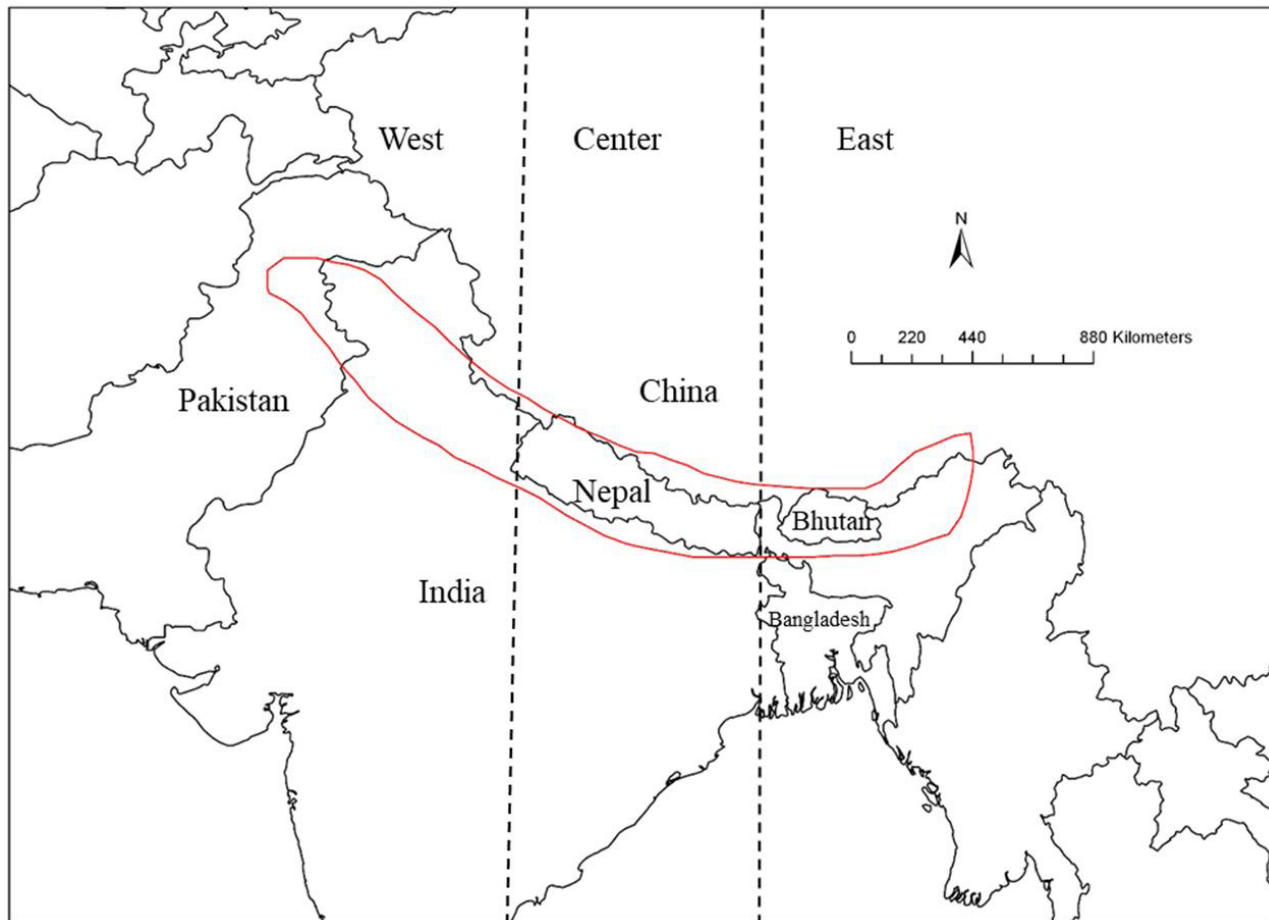 West
Center
East
N
0 220 440 880 Kilometers
China
Pakistan
Nepal
Bhutan
India
Bangladesh